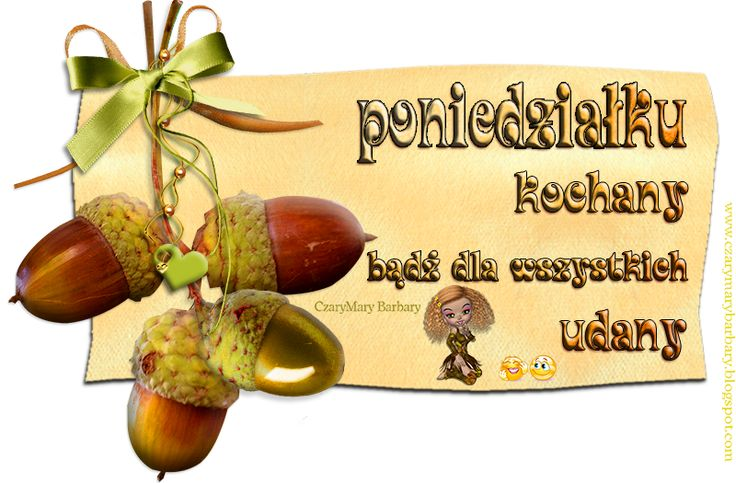 poniedziałku
kochany
bądź dla wszystkich
CzaryMary Barbary
udany
www.czarymarybarbary.blogspot.com